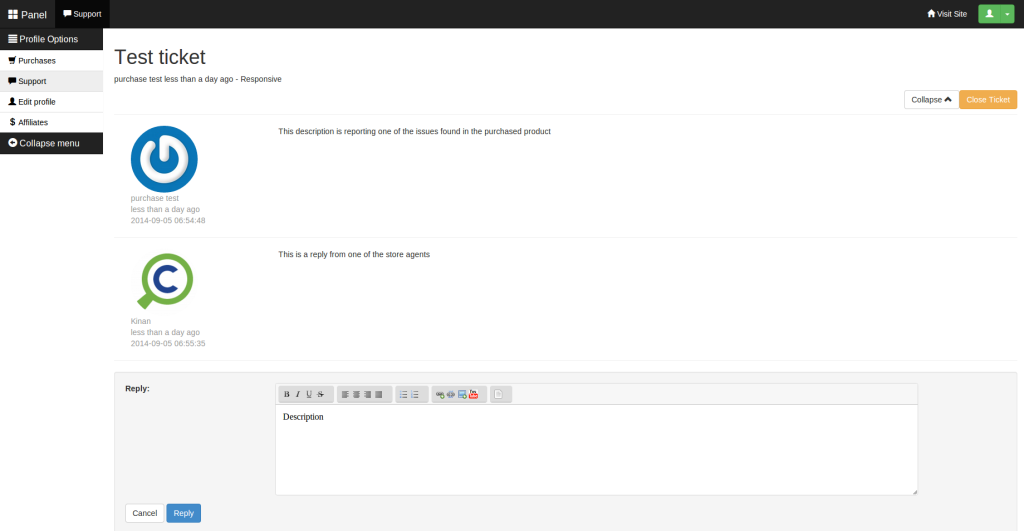 Panel
Support
Visit Site
Profile Options
Purchases
Support
Edit profile
$ Affiliates
Collapse menu
Test ticket
purchase test less than a day ago - Responsive
Collapse
Close Ticket
This description is reporting one of the issues found in the purchased product
purchase test
less than a day ago
2014-09-05 06:54:48
This is a reply from one of the store agents
C
Kinan
less than a day ago
2014-09-05 06:55:35
Reply:
B I U S
Description
Cancel
Reply